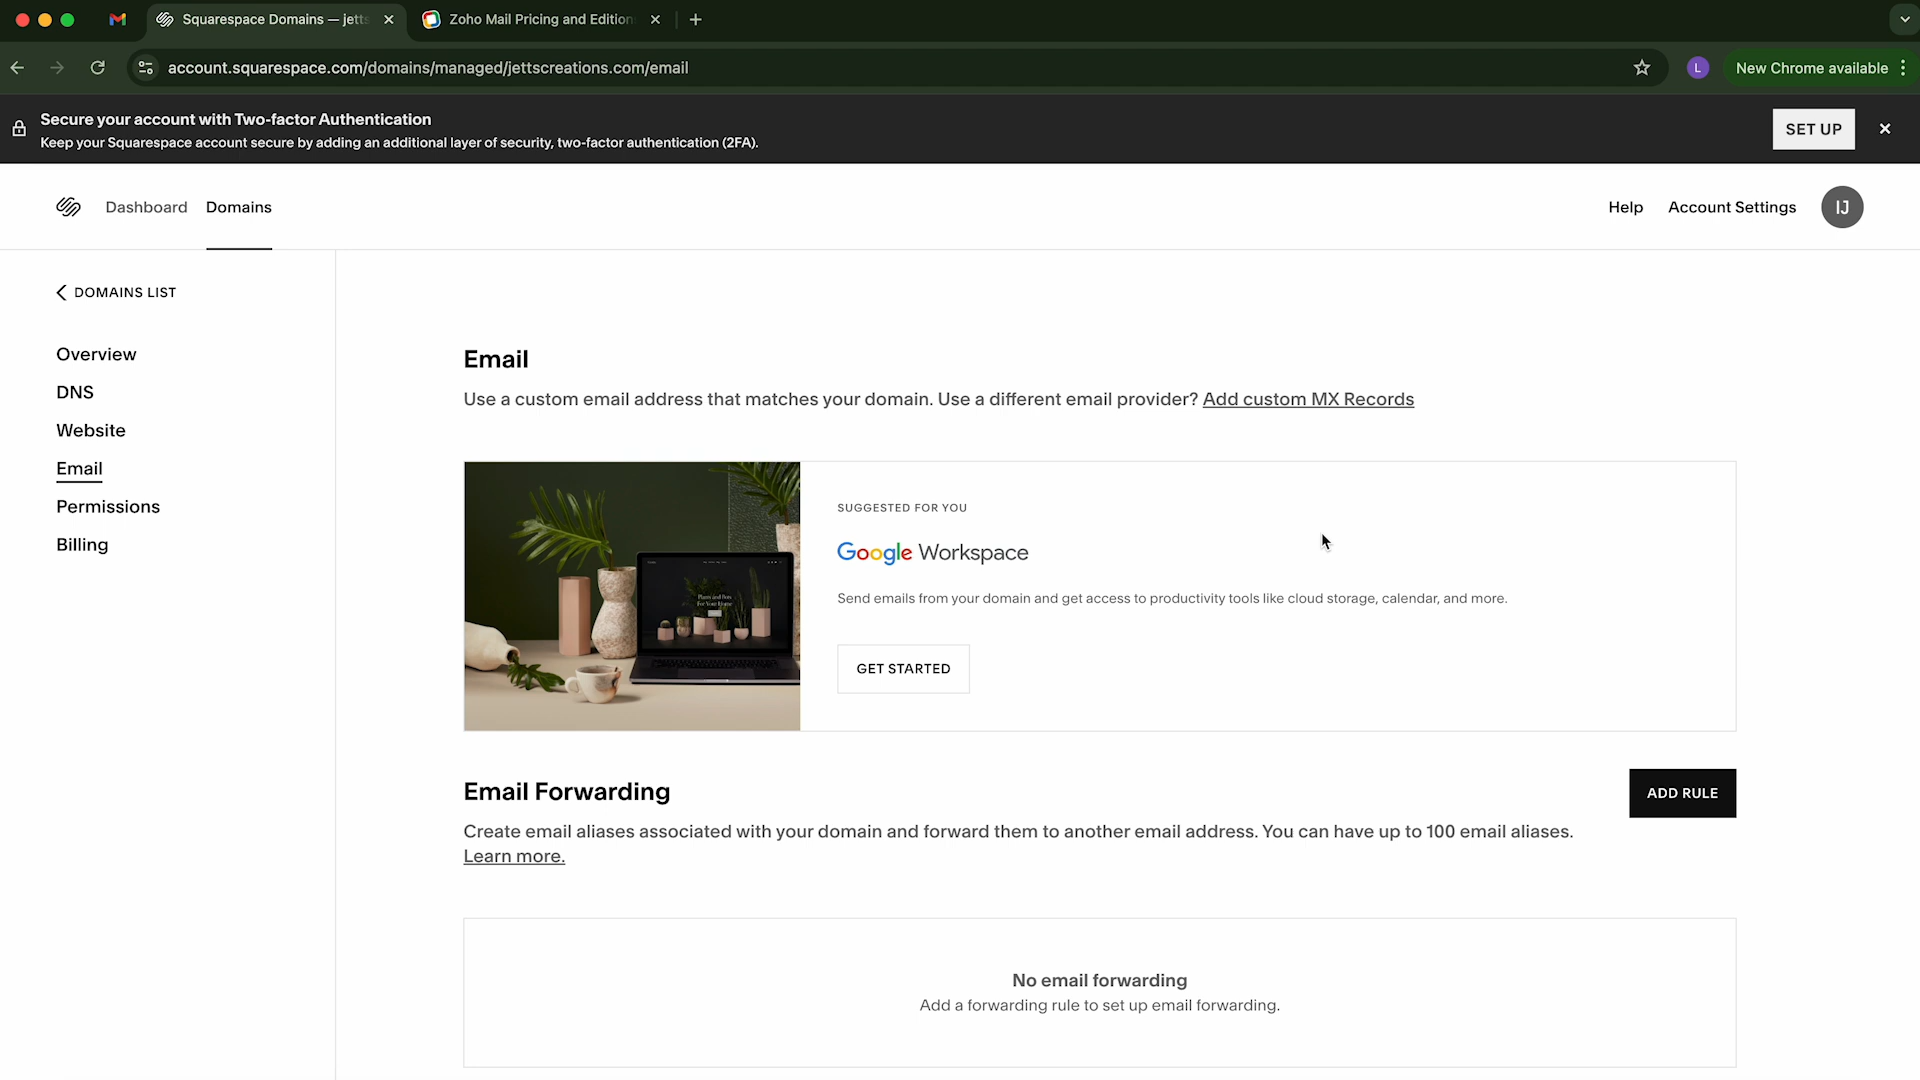 Squarespace Domains — jetts
Zoho Mail Pricing and Edition
account.squarespace.com/domains/managed/jettscreations.com/email
L
New Chrome available
Secure your account with Two-factor Authentication
Keep your Squarespace account secure by adding an additional layer of security, two-factor authentication (2FA).
SET UP
Dashboard
Domains
Help
Account Settings
IJ
DOMAINS LIST
Overview
DNS
Website
Email
Permissions
Billing
Email
Use a custom email address that matches your domain. Use a different email provider? Add custom MX Records
SUGGESTED FOR YOU
Google Workspace
Send emails from your domain and get access to productivity tools like cloud storage, calendar, and more.
GET STARTED
Email Forwarding
ADD RULE
Create email aliases associated with your domain and forward them to another email address. You can have up to 100 email aliases.
Learn more.
No email forwarding
Add a forwarding rule to set up email forwarding.